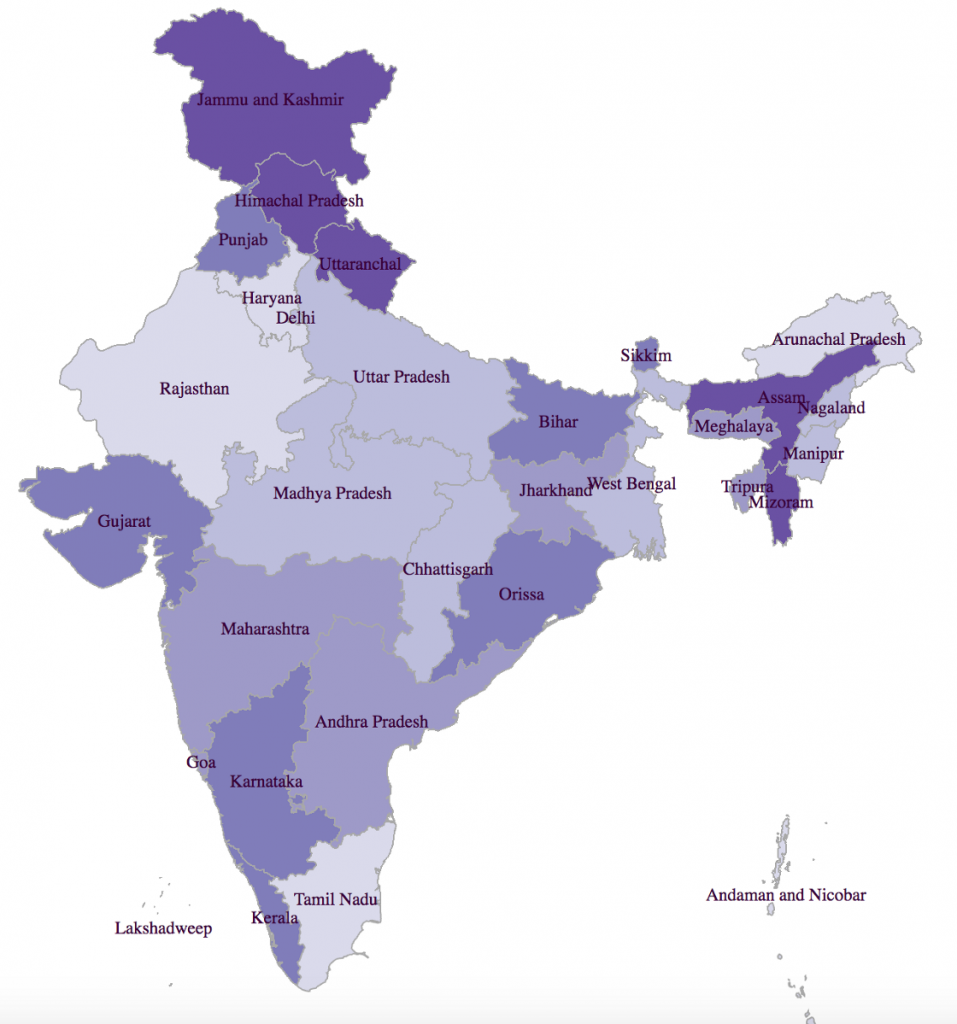 Jammu and Kashmir
Himachal Pradesh
Punjab
Uttaranchal
Haryana
Delhi
Arunachal Pradesh
Sikkim
Uttar Pradesh
Rajasthan
Assam
Nagaland
Bihar
Meghalaya
Manipur
West Bengal
Tripura
Jharkhand
Madhya Pradesh
Mizoram
Gujarat
Chhattisgarh
Orissa
Maharashtra
Andhra Pradesh
Goa
Karnataka
Andaman and Nicobar
Tamil Nadu
Kerala
Lakshadweep